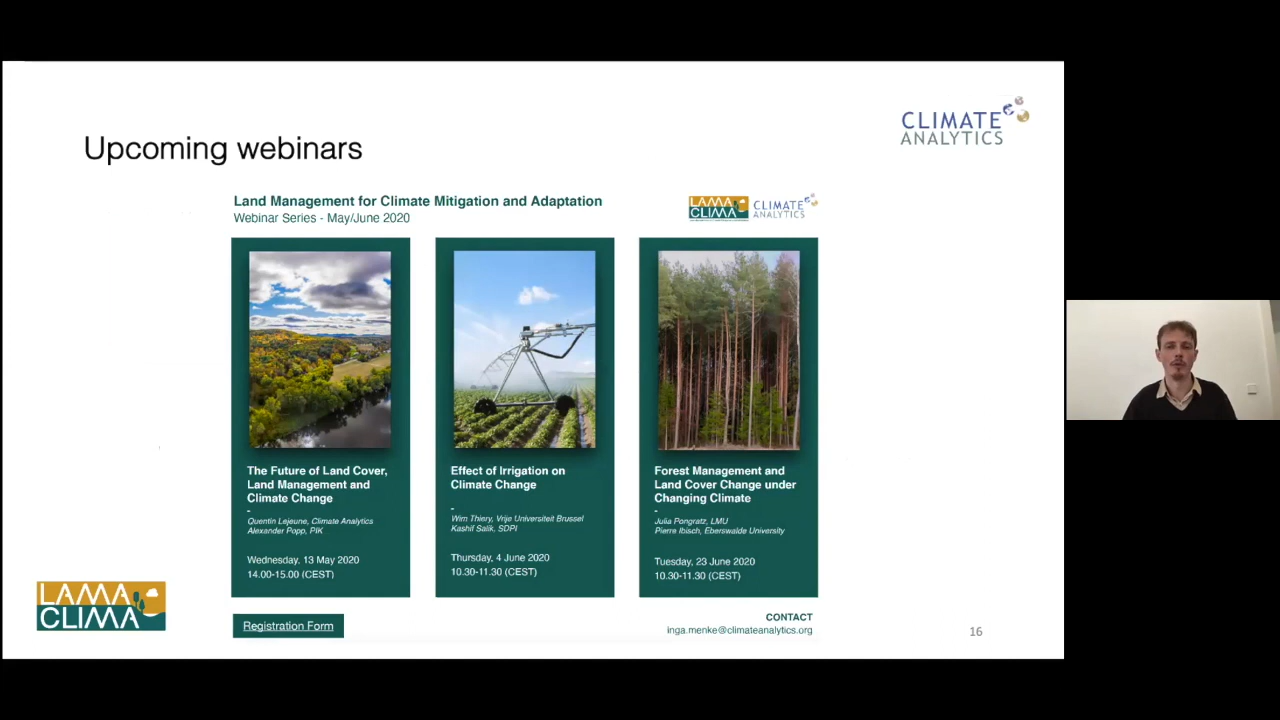 Upcoming webinars
CLIMATE
ANALYTICS
Land Management for Climate Mitigation and Adaptation
Webinar Series - May/June 2020
LAMA
CLIMA
CLIMATE
ANALYTICS
The Future of Land Cover,
Land Management and
Climate Change
-
Quentin Lejeune, Climate Analytics
Alexander Popp, PIK
Wednesday, 13 May 2020
14.00-15.00 (CEST)
Effect of Irrigation on
Climate Change
-
Wim Thiery, Vrije Universiteit Brussel
Kashif Salik, SDPI
Thursday, 4 June 2020
10.30-11.30 (CEST)
Forest Management and
Land Cover Change under
Changing Climate
-
Julia Pongratz, LMU
Pierre Ibisch, Eberswalde University
Tuesday, 23 June 2020
10.30-11.30 (CEST)
LAMA
CLIMA
Registration Form
CONTACT
inga.menke@climateanalytics.org
16